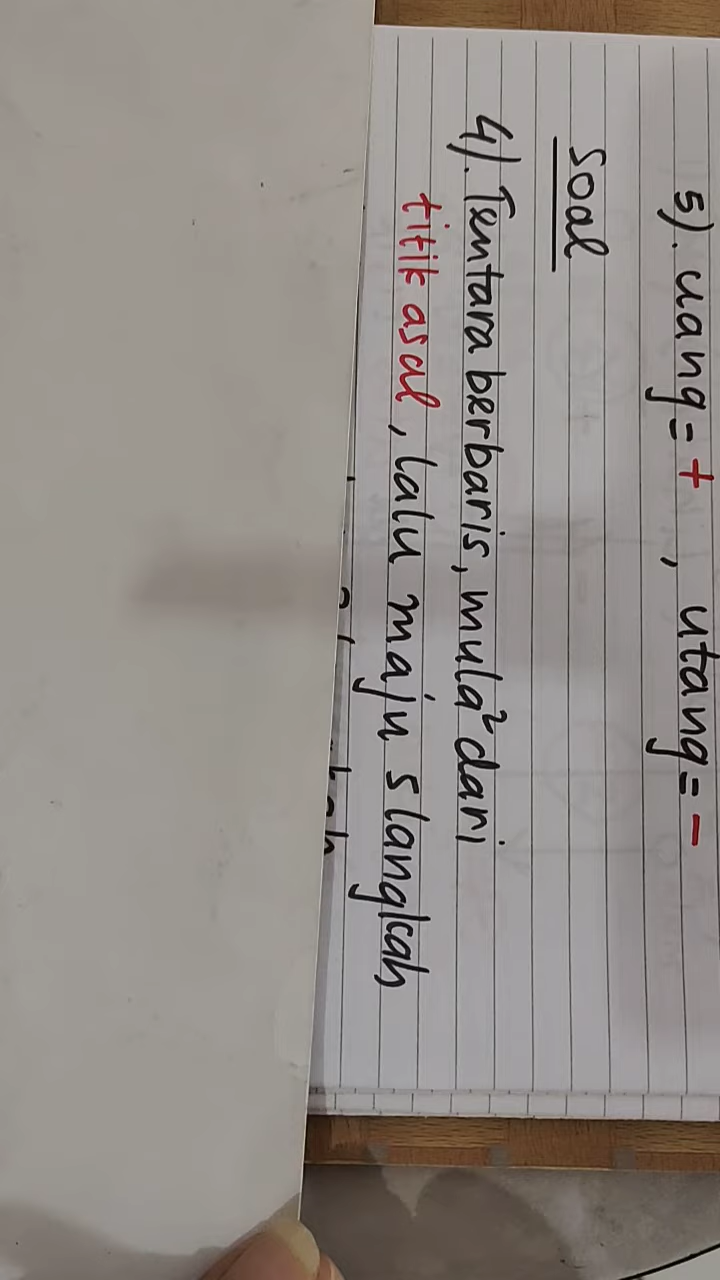 5). uang = + , utang = -
Soal
4). Tentara berbaris, mula² dari
titik asal, lalu maju 5 langkah